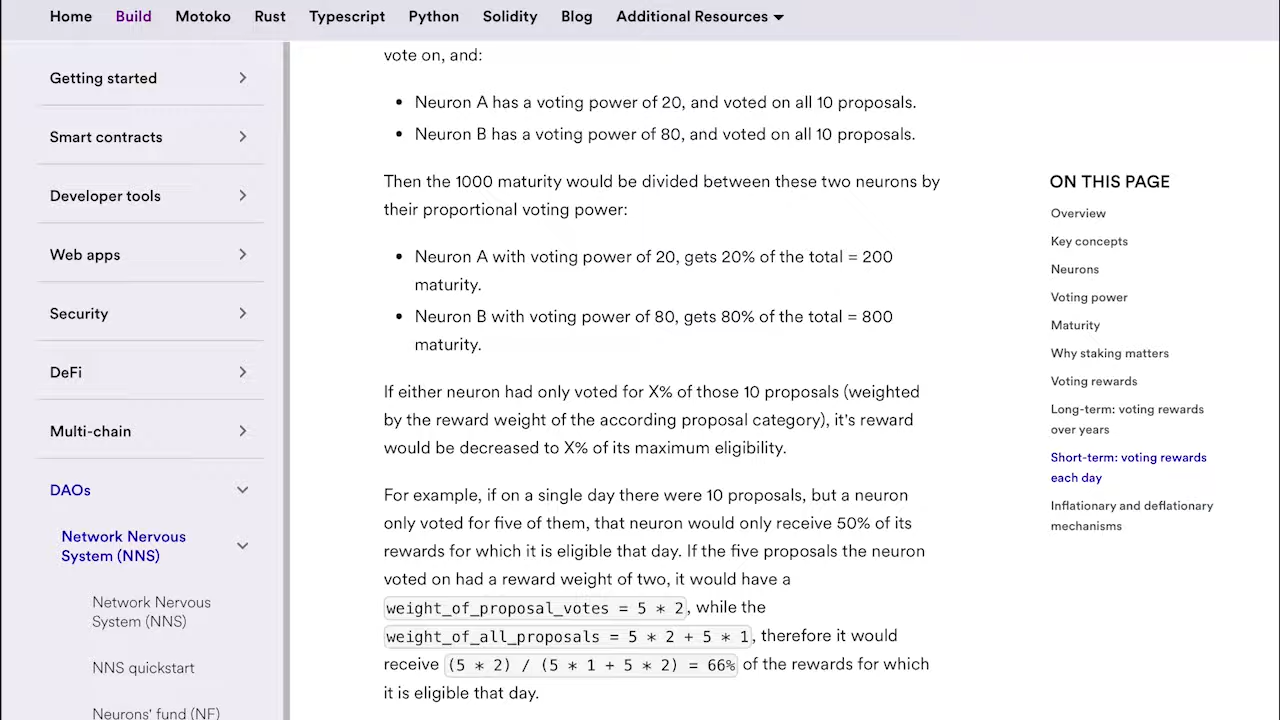 Home Build Motoko Rust Typescript Python Solidity Blog Additional Resources
Getting started
Smart contracts
Developer tools
Web apps
Security
DeFi
Multi-chain
DAOs
Network Nervous
System (NNS)
Network Nervous
System (NNS)
NNS quickstart
Neurons' fund (NF)
vote on, and:
• Neuron A has a voting power of 20, and voted on all 10 proposals.
• Neuron B has a voting power of 80, and voted on all 10 proposals.
Then the 1000 maturity would be divided between these two neurons by
their proportional voting power:
• Neuron A with voting power of 20, gets 20% of the total = 200
maturity.
• Neuron B with voting power of 80, gets 80% of the total = 800
maturity.
If either neuron had only voted for X% of those 10 proposals (weighted
by the reward weight of the according proposal category), it's reward
would be decreased to X% of its maximum eligibility.
For example, if on a single day there were 10 proposals, but a neuron
only voted for five of them, that neuron would only receive 50% of its
rewards for which it is eligible that day. If the five proposals the neuron
voted on had a reward weight of two, it would have a
weight_of_proposal_votes = 5 * 2, while the
weight_of_all_proposals = 5 * 2 + 5 * 1, therefore it would
receive (5 * 2) / (5 * 1 + 5 * 2) = 66% of the rewards for which
it is eligible that day.
ON THIS PAGE
Overview
Key concepts
Neurons
Voting power
Maturity
Why staking matters
Voting rewards
Long-term: voting rewards
over years
Short-term: voting rewards
each day
Inflationary and deflationary
mechanisms